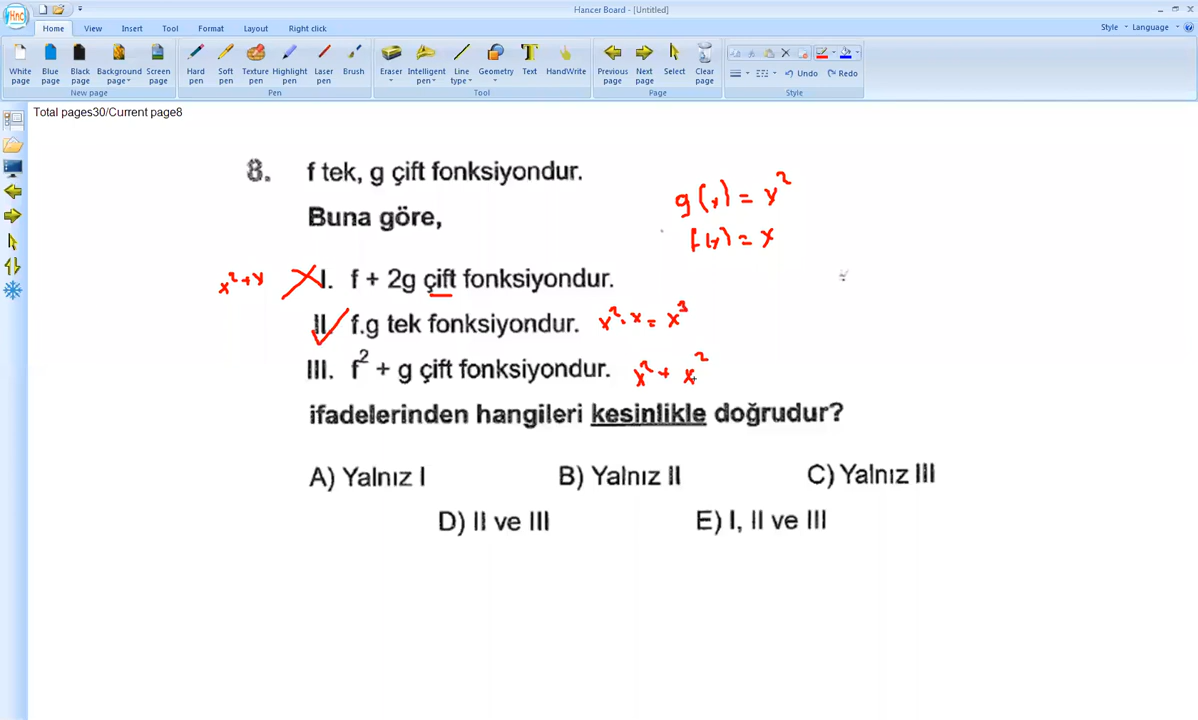 Hancer Board - [Untitled]
Hnc
Home View Insert Tool Format Layout Right click
Style Language
White page Blue page Black page Background page Screen page
Hard pen Soft pen Texture pen Highlight pen Laser pen Brush
Eraser Intelligent pen Line type Geometry Text HandWrite
Previous page Next page Select Clear page
Undo Redo
New page Pen Tool Page Style
Total pages30/Current page8
8. f tek, g çift fonksiyondur.
g(x) = x²
Buna göre,
f(x) = x
x²+x I. f + 2g çift fonksiyondur.
II f.g tek fonksiyondur. x².x = x³
III. f² + g çift fonksiyondur. x² + x²
ifadelerinden hangileri kesinlikle doğrudur?
A) Yalnız I B) Yalnız II C) Yalnız III
D) II ve III E) I, II ve III